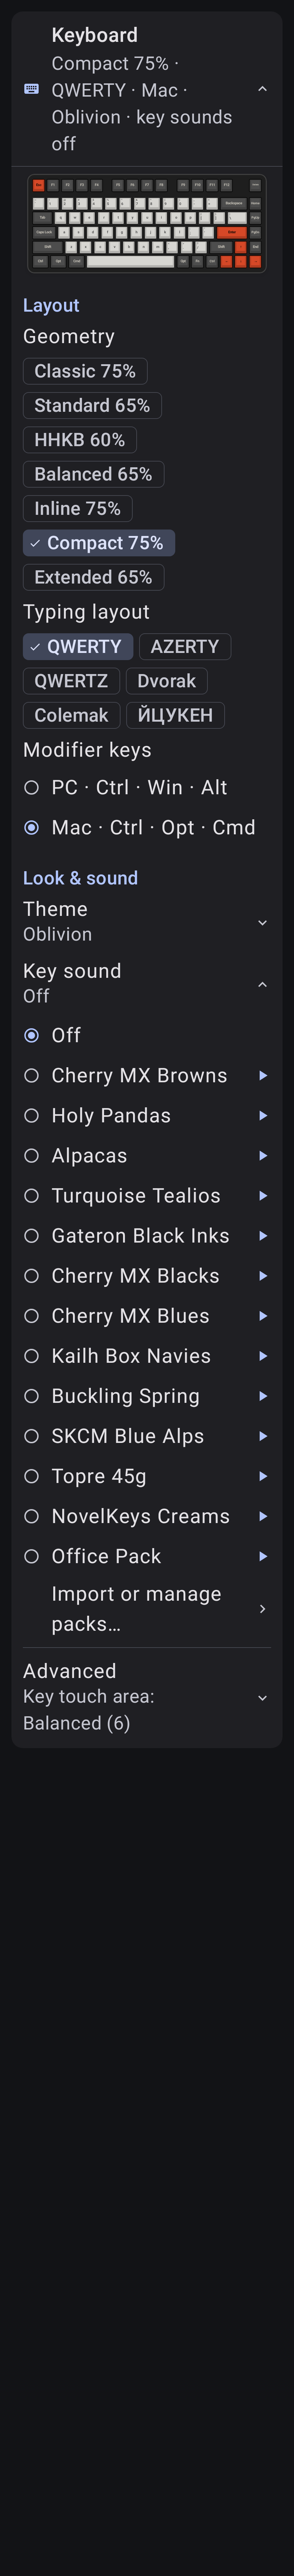 Keyboard
Compact 75% ·
QWERTY · Mac ·
Oblivion · key sounds
off
Layout
Geometry
Classic 75%
Standard 65%
HHKB 60%
Balanced 65%
Inline 75%
Compact 75%
Extended 65%
Typing layout
QWERTY AZERTY
QWERTZ Dvorak
Colemak ЙЦУКЕН
Modifier keys
PC · Ctrl · Win · Alt
Mac · Ctrl · Opt · Cmd
Look & sound
Theme
Oblivion
Key sound
Off
Off
Cherry MX Browns
Holy Pandas
Alpacas
Turquoise Tealios
Gateron Black Inks
Cherry MX Blacks
Cherry MX Blues
Kailh Box Navies
Buckling Spring
SKCM Blue Alps
Topre 45g
NovelKeys Creams
Office Pack
Import or manage
packs…
Advanced
Key touch area:
Balanced (6)